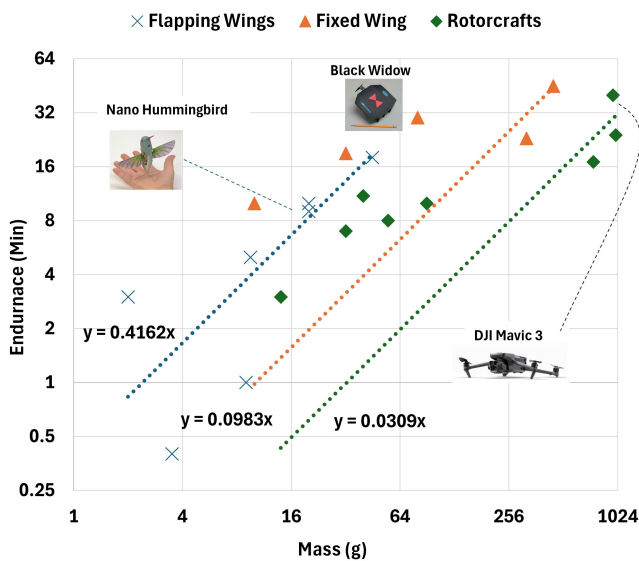 Flapping Wings Fixed Wing Rotorcrafts
64
32
16
8
4
2
1
0.5
0.25
Endurnace (Min)
Nano Hummingbird
Black Widow
DJI Mavic 3
y = 0.4162x
y = 0.0983x
y = 0.0309x
1 4 16 64 256 1024
Mass (g)